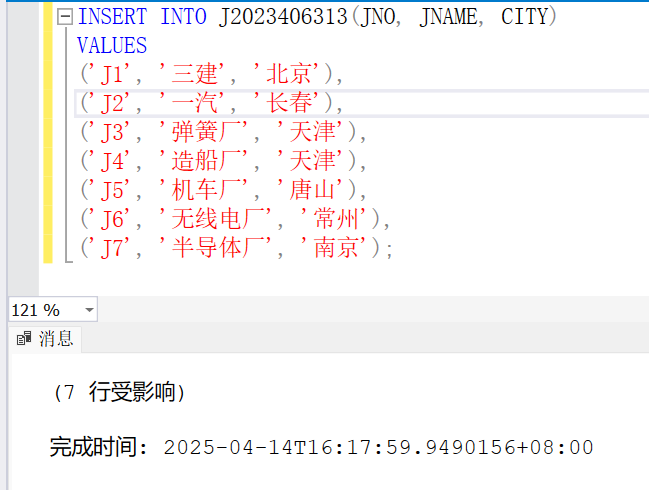 INSERT INTO J2023406313(JNO, JNAME, CITY)
VALUES
('J1', '三建', '北京'),
('J2', '一汽', '长春'),
('J3', '弹簧厂', '天津'),
('J4', '造船厂', '天津'),
('J5', '机车厂', '唐山'),
('J6', '无线电厂', '常州'),
('J7', '半导体厂', '南京');
121 %
消息
(7 行受影响)
完成时间: 2025-04-14T16:17:59.9490156+08:00